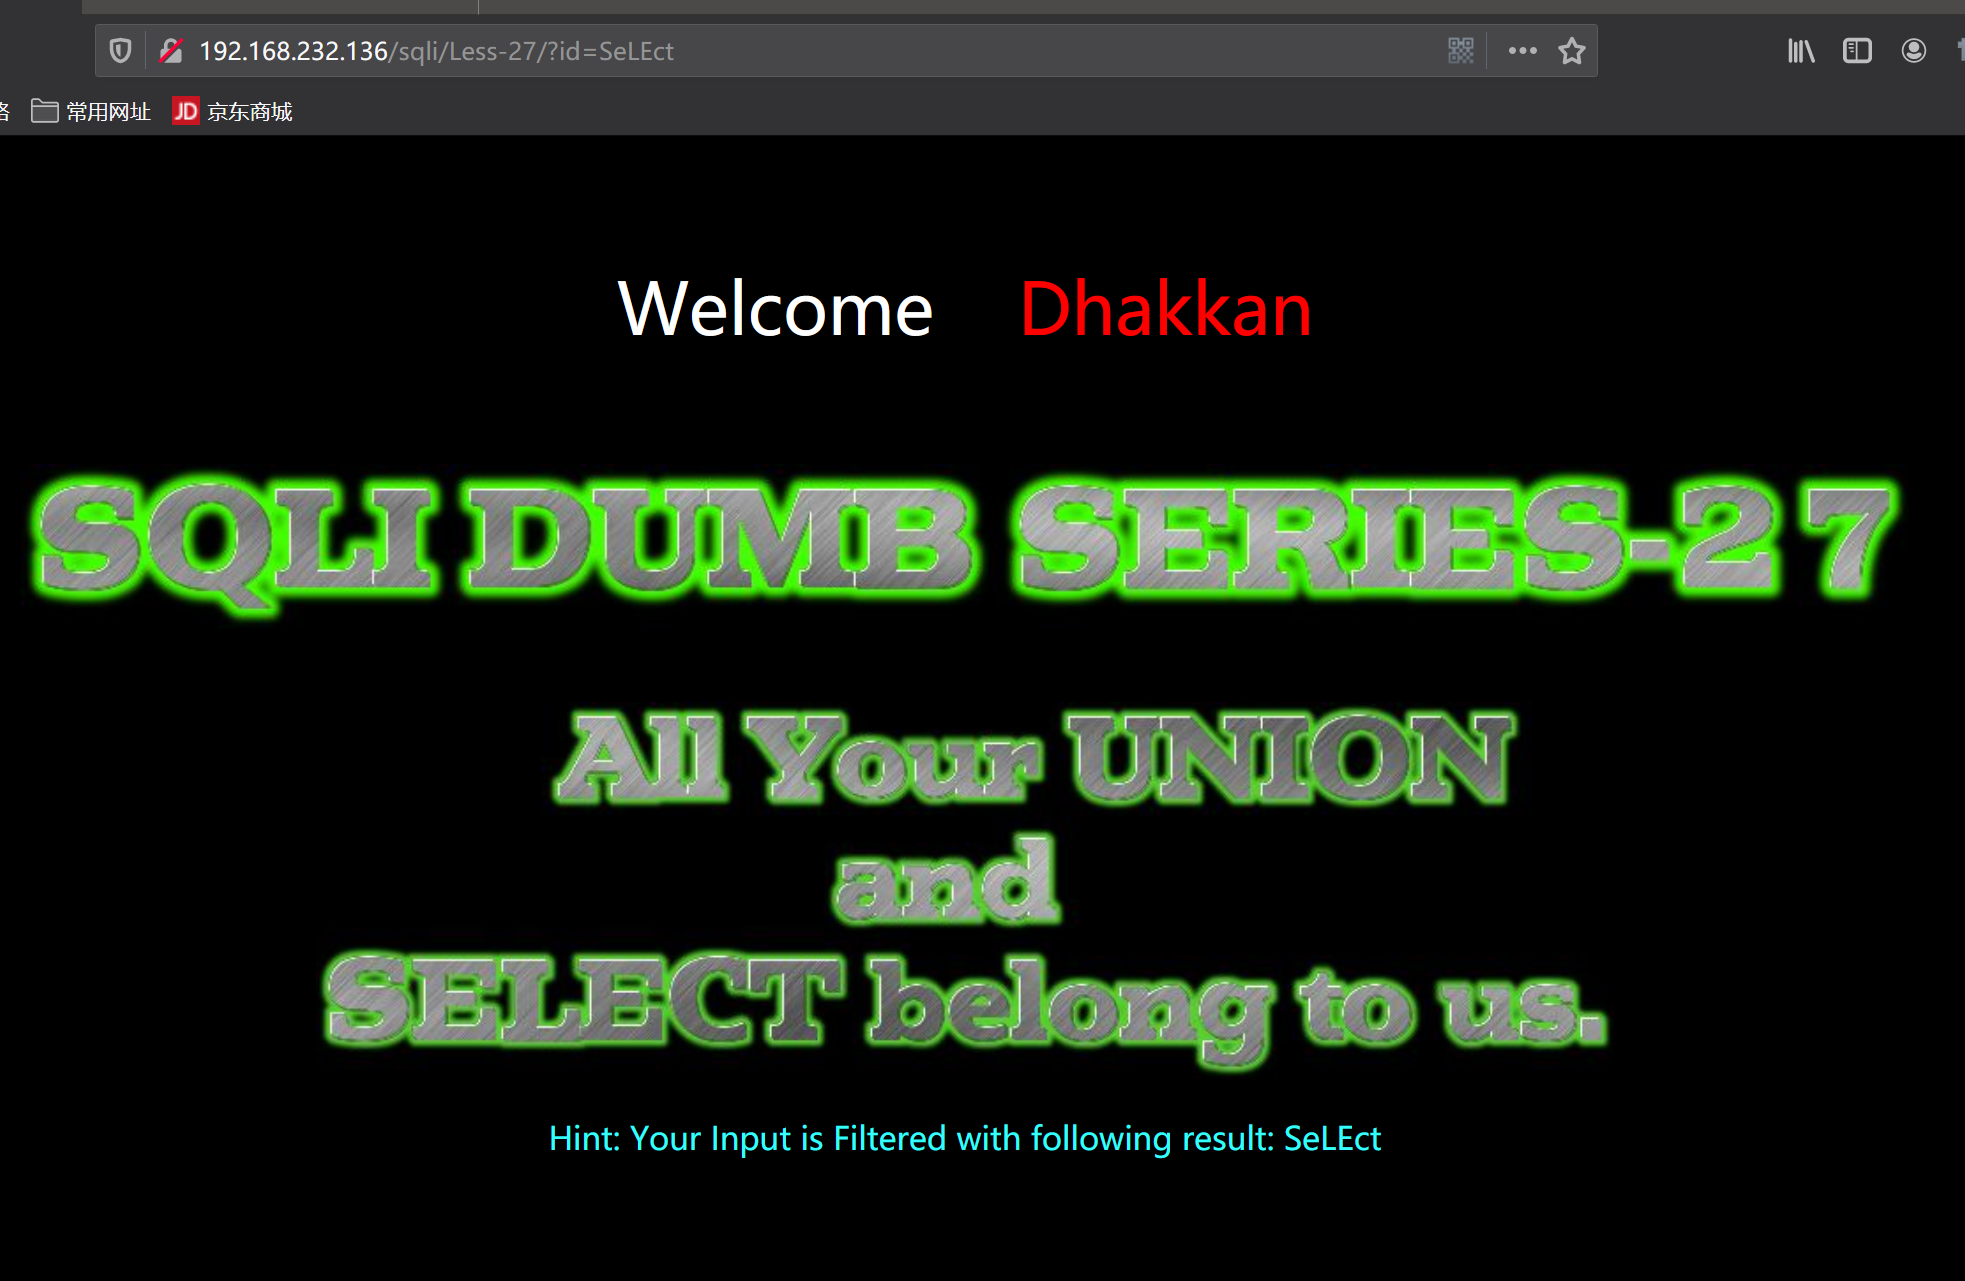 192.168.232.136/sqli/Less-27/?id=SeLEct
常用网址 JD 京东商城
Welcome Dhakkan
SQLI DUMB SERIES-27
All Your UNION
and
SELECT belong to us.
Hint: Your Input is Filtered with following result: SeLEct